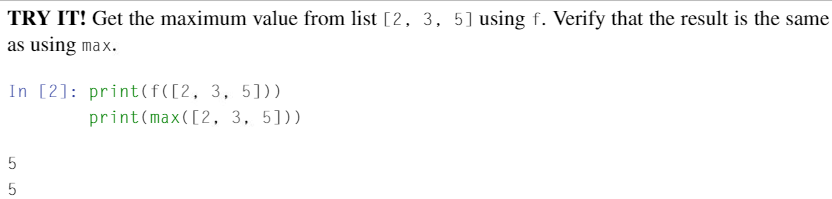 TRY IT! Get the maximum value from list [2, 3, 5] using f. Verify that the result is the same
as using max.
In [2]: print(f([2, 3, 5]))
print(max([2, 3, 5]))
5
5